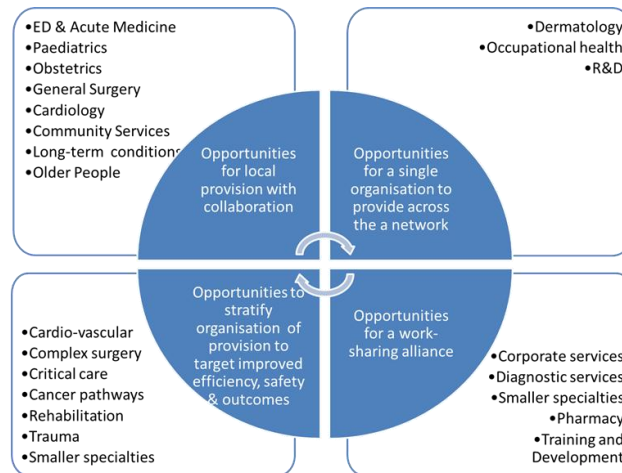 •ED & Acute Medicine
•Paediatrics
•Obstetrics
•General Surgery
•Cardiology
•Community Services
•Long-term conditions
•Older People
•Dermatology
•Occupational health
•R&D
Opportunities
for local
provision with
collaboration
Opportunities
for a single
organisation to
provide across
the a network
Opportunities to
stratify
organisation of
provision to
target improved
efficiency, safety
& outcomes
Opportunities
for a work-
sharing alliance
•Cardio-vascular
•Complex surgery
•Critical care
•Cancer pathways
•Rehabilitation
•Trauma
•Smaller specialties
•Corporate services
•Diagnostic services
•Smaller specialties
•Pharmacy
•Training and
Development